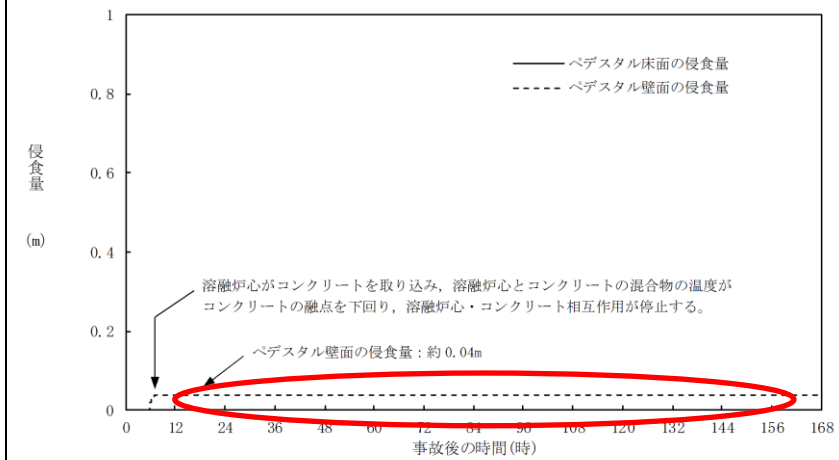 1
ペデスタル床面の侵食量
ペデスタル壁面の侵食量
0.8
0.6
侵食量
(m)
0.4
溶融炉心がコンクリートを取り込み，溶融炉心とコンクリートの混合物の温度が
コンクリートの融点を下回り，溶融炉心・コンクリート相互作用が停止する。
0.2
ペデスタル壁面の侵食量：約 0.04m
0
0 12 24 36 48 60 72 84 96 108 120 132 144 156 168
事故後の時間(時)